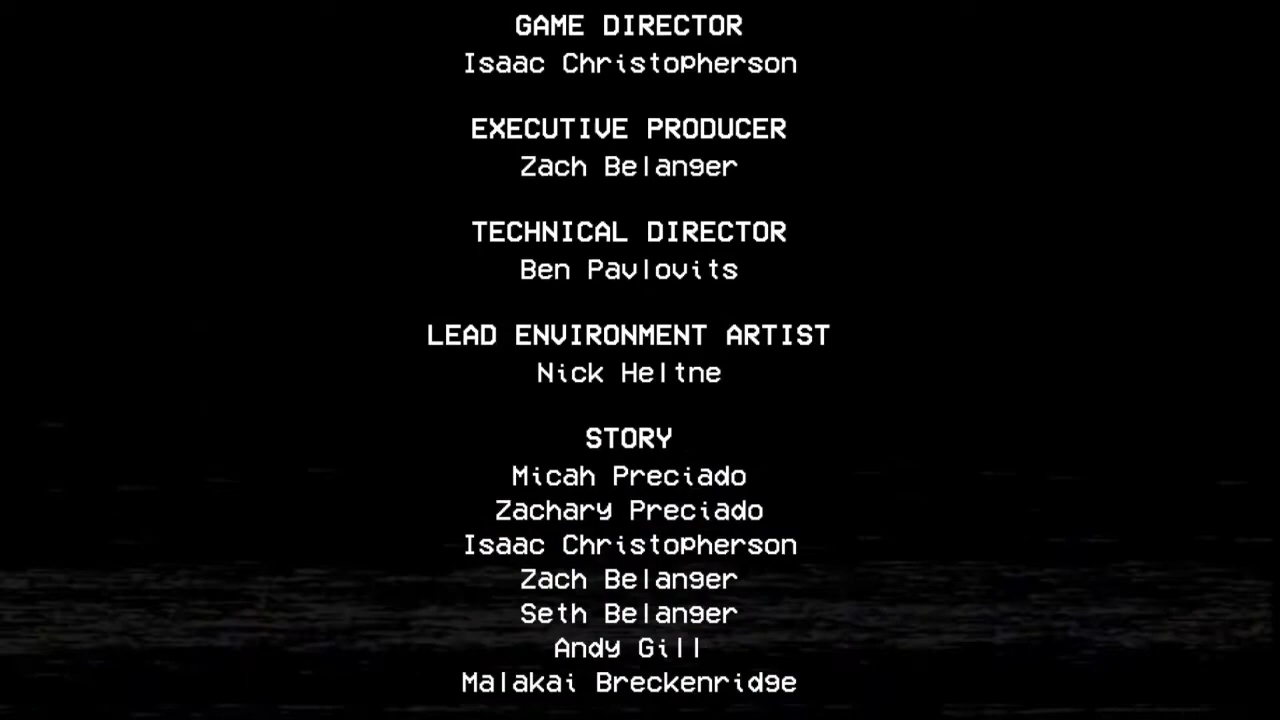 GAME DIRECTOR
Isaac Christopherson
EXECUTIVE PRODUCER
Zach Belanger
TECHNICAL DIRECTOR
Ben Pavlovits
LEAD ENVIRONMENT ARTIST
Nick Heltne
STORY
Micah Preciado
Zachary Preciado
Isaac Christopherson
Zach Belanger
Seth Belanger
Andy Gill
Malakai Breckenridge